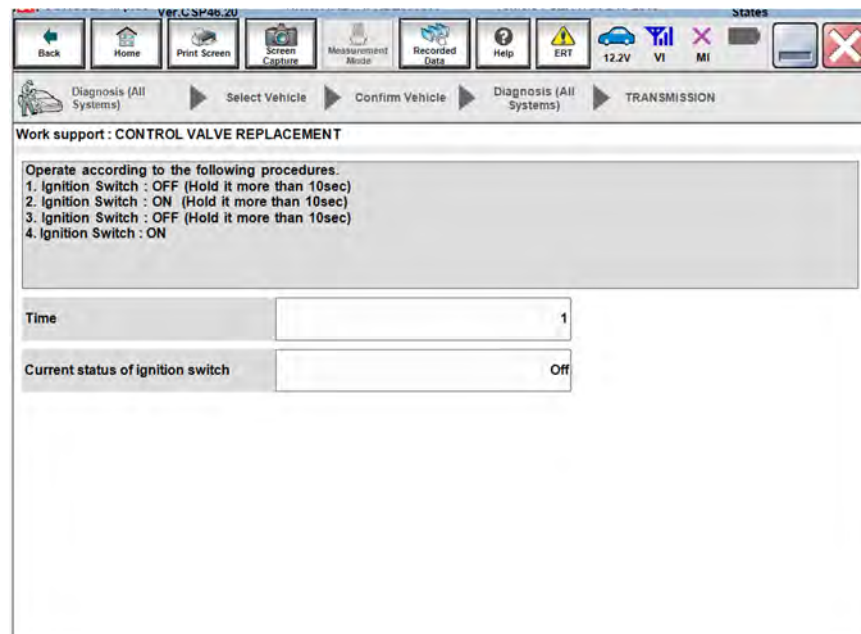 Ver.CSP46.20
States
Back
Home
Print Screen
Screen
Capture
Measurement
Mode
Recorded
Data
Help
ERT
12.2V
VI
MI
Diagnosis (All
Systems)
Select Vehicle
Confirm Vehicle
Diagnosis (All
Systems)
TRANSMISSION
Work support : CONTROL VALVE REPLACEMENT
Operate according to the following procedures.
1. Ignition Switch : OFF (Hold it more than 10sec)
2. Ignition Switch : ON (Hold it more than 10sec)
3. Ignition Switch : OFF (Hold it more than 10sec)
4. Ignition Switch : ON
Time
1
Current status of ignition switch
Off